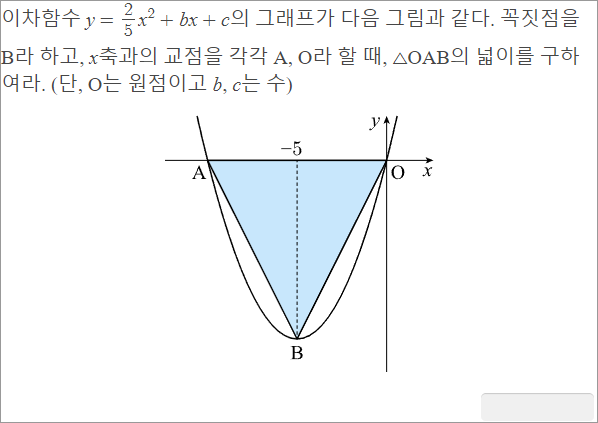 이차함수 y = 2/5 x² + bx + c의 그래프가 다음 그림과 같다. 꼭짓점을
B라 하고, x축과의 교점을 각각 A, O라 할 때, △OAB의 넓이를 구하
여라. (단, O는 원점이고 b, c는 수)
y
−5
A
O
x
B